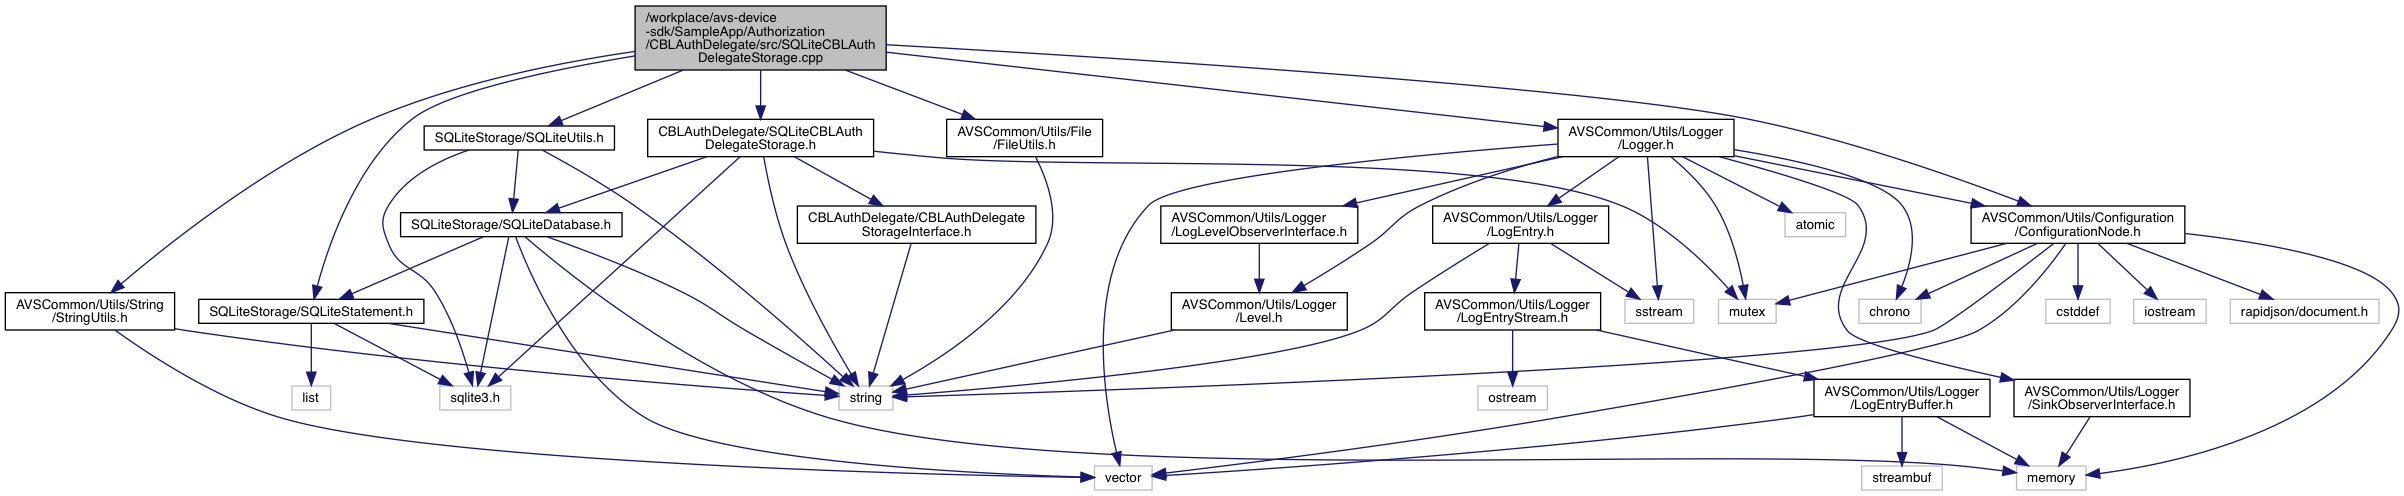 /workplace/avs-device
-sdk/SampleApp/Authorization
/CBLAuthDelegate/src/SQLiteCBLAuth
DelegateStorage.cpp
SQLiteStorage/SQLiteUtils.h
CBLAuthDelegate/SQLiteCBLAuth
DelegateStorage.h
AVSCommon/Utils/File
/FileUtils.h
AVSCommon/Utils/Logger
/Logger.h
SQLiteStorage/SQLiteDatabase.h
CBLAuthDelegate/CBLAuthDelegate
StorageInterface.h
AVSCommon/Utils/Logger
/LogLevelObserverInterface.h
AVSCommon/Utils/Logger
/LogEntry.h
atomic
AVSCommon/Utils/Configuration
/ConfigurationNode.h
AVSCommon/Utils/String
/StringUtils.h
SQLiteStorage/SQLiteStatement.h
AVSCommon/Utils/Logger
/Level.h
AVSCommon/Utils/Logger
/LogEntryStream.h
sstream
mutex
chrono
cstddef
iostream
rapidjson/document.h
list
sqlite3.h
string
ostream
AVSCommon/Utils/Logger
/LogEntryBuffer.h
AVSCommon/Utils/Logger
/SinkObserverInterface.h
vector
streambuf
memory